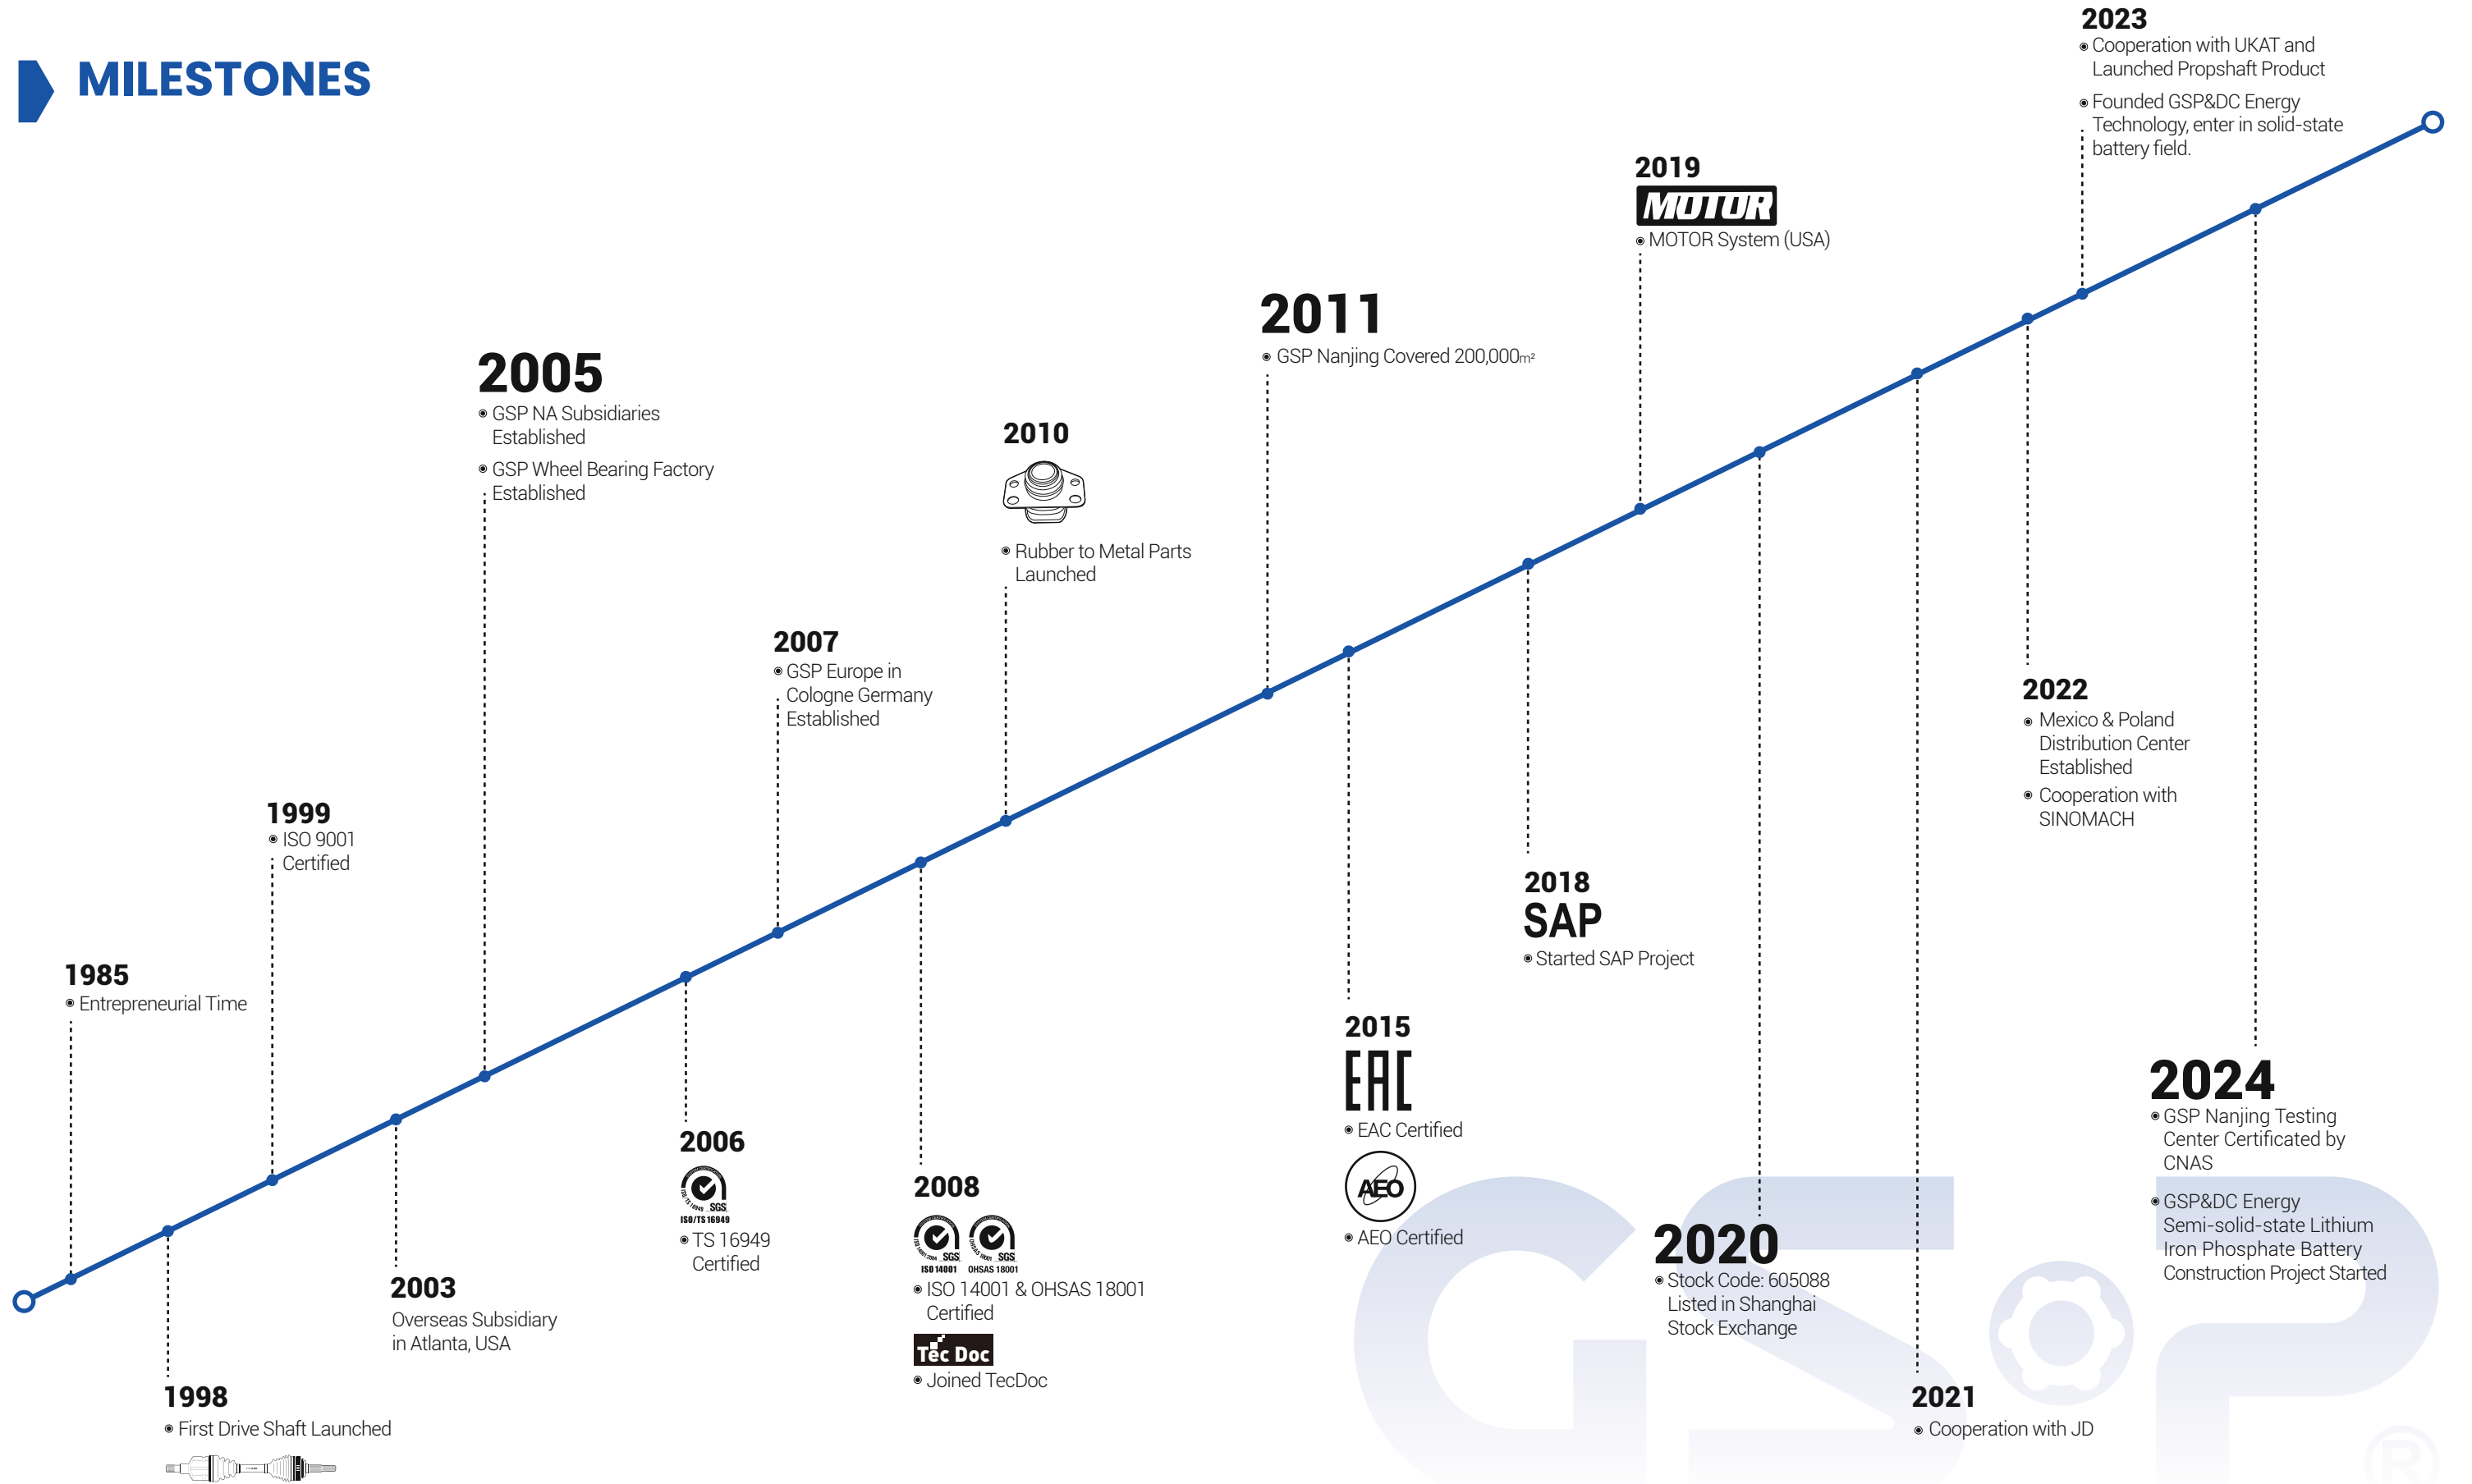 MILESTONES
1985
Entrepreneurial Time
1998
First Drive Shaft Launched
1999
ISO 9001
Certified
2003
Overseas Subsidiary
in Atlanta, USA
2005
GSP NA Subsidiaries
Established
GSP Wheel Bearing Factory
Established
2006
SGS
ISO/TS 16949
TS 16949
Certified
2007
GSP Europe in
Cologne Germany
Established
2008
SGS
ISO 14001
SGS
OHSAS 18001
ISO 14001 & OHSAS 18001
Certified
Tec Doc
Joined TecDoc
2010
Rubber to Metal Parts
Launched
2011
GSP Nanjing Covered 200,000m²
2015
EAC
EAC Certified
AEO
AEO Certified
2018
SAP
Started SAP Project
2019
MOTOR
MOTOR System (USA)
2020
Stock Code: 605088
Listed in Shanghai
Stock Exchange
2021
Cooperation with JD
2022
Mexico & Poland
Distribution Center
Established
Cooperation with
SINOMACH
2023
Cooperation with UKAT and
Launched Propshaft Product
Founded GSP&DC Energy
Technology, enter in solid-state
battery field.
2024
GSP Nanjing Testing
Center Certificated by
CNAS
GSP&DC Energy
Semi-solid-state Lithium
Iron Phosphate Battery
Construction Project Started
GSP®